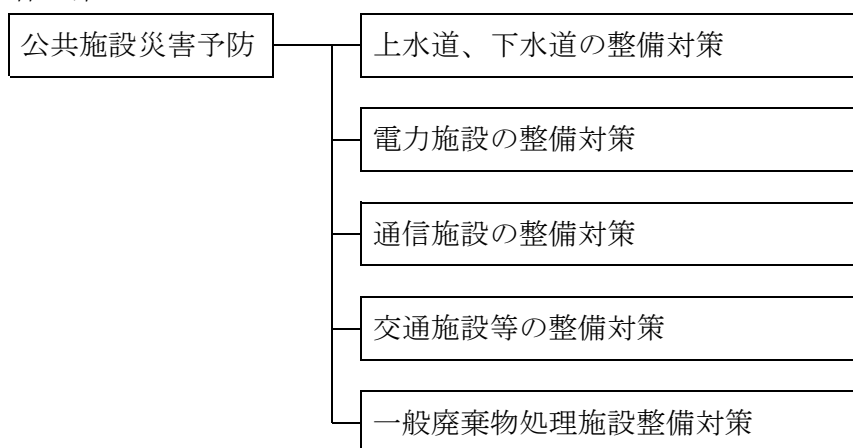 公共施設災害予防
上水道、下水道の整備対策
電力施設の整備対策
通信施設の整備対策
交通施設等の整備対策
一般廃棄物処理施設整備対策